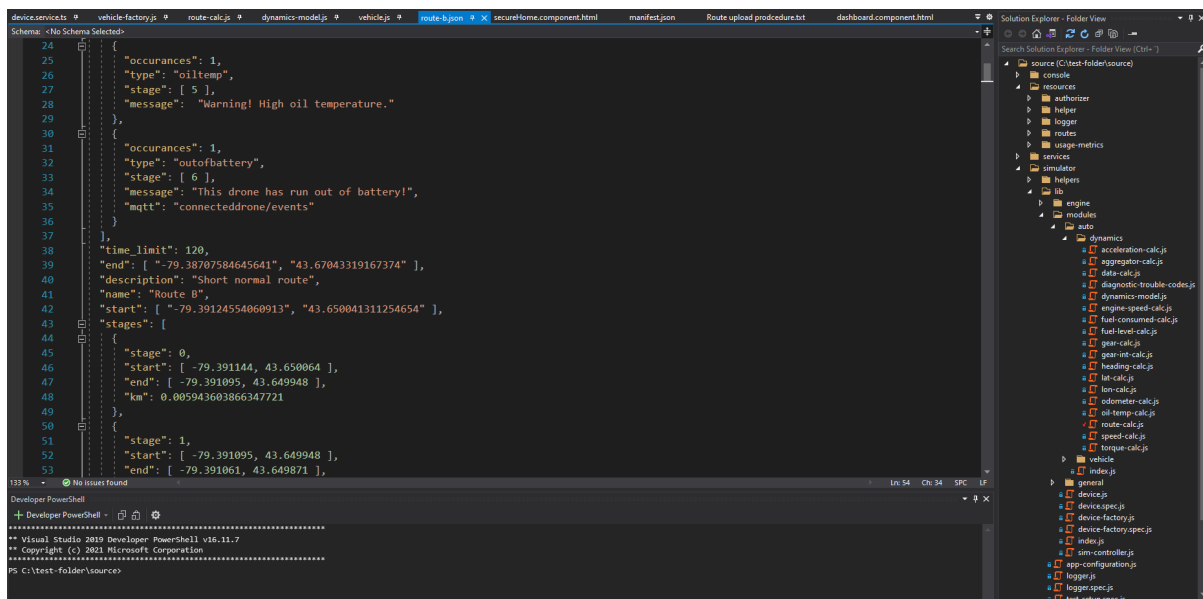 device.service.ts vehicle-factory.js route-calc.js dynamics-model.js vehicle.js route-b.json secureHome.component.html manifest.json Route upload prodcedure.txt dashboard.component.html
Schema: <No Schema Selected>
24 {
25 "occurances": 1,
26 "type": "oiltemp",
27 "stage": [ 5 ],
28 "message":  "Warning! High oil temperature."
29 },
30 {
31 "occurances": 1,
32 "type": "outofbattery",
33 "stage": [ 6 ],
34 "message": "This drone has run out of battery!",
35 "mqtt": "connecteddrone/events"
36 }
37 ],
38 "time_limit": 120,
39 "end": [ "-79.38707584645641", "43.67043319167374" ],
40 "description": "Short normal route",
41 "name": "Route B",
42 "start": [ "-79.39124554060913", "43.650041311254654" ],
43 "stages": [
44 {
45 "stage": 0,
46 "start": [ -79.391144, 43.650064 ],
47 "end": [ -79.391095, 43.649948 ],
48 "km": 0.005943603866347721
49 },
50 {
51 "stage": 1,
52 "start": [ -79.391095, 43.649948 ],
53 "end": [ -79.391061, 43.649871 ],
133 % No issues found Ln: 54 Ch: 34 SPC LF
Developer PowerShell
+ Developer PowerShell
**********************************************************************
** Visual Studio 2019 Developer PowerShell v16.11.7
** Copyright (c) 2021 Microsoft Corporation
**********************************************************************
PS C:\test-folder\source>
Solution Explorer - Folder View
Search Solution Explorer - Folder View (Ctrl+¨)
source (C:\test-folder\source)
console
resources
authorizer
helper
logger
routes
usage-metrics
services
simulator
helpers
lib
engine
modules
auto
dynamics
acceleration-calc.js
aggregator-calc.js
data-calc.js
diagnostic-trouble-codes.js
dynamics-model.js
engine-speed-calc.js
fuel-consumed-calc.js
fuel-level-calc.js
gear-calc.js
gear-int-calc.js
heading-calc.js
lat-calc.js
lon-calc.js
odometer-calc.js
oil-temp-calc.js
route-calc.js
speed-calc.js
torque-calc.js
vehicle
index.js
general
device.js
device.spec.js
device-factory.js
device-factory.spec.js
index.js
sim-controller.js
app-configuration.js
logger.js
logger.spec.js